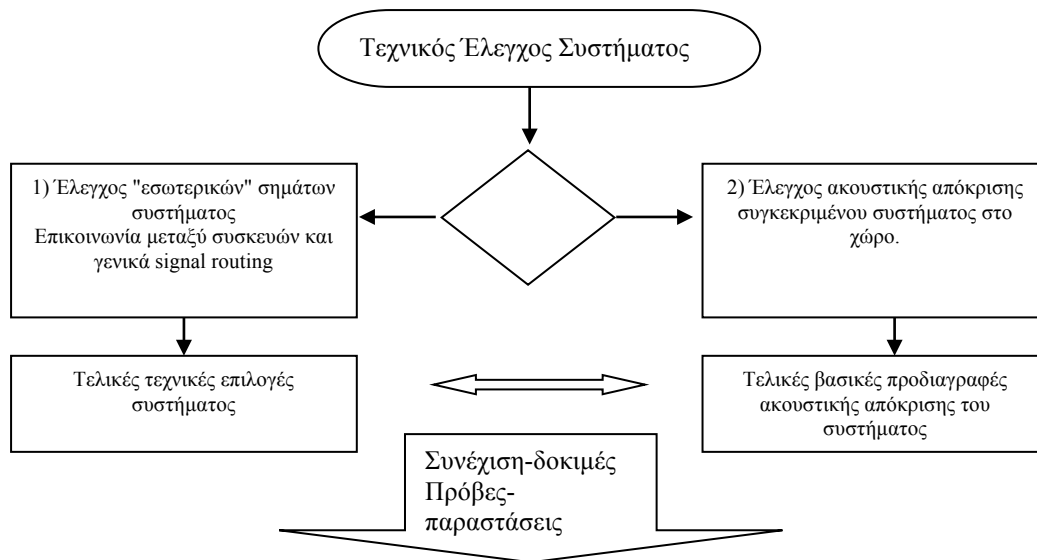 Τεχνικός Έλεγχος Συστήματος
1) Έλεγχος "εσωτερικών" σημάτων
συστήματος
Επικοινωνία μεταξύ συσκευών και
γενικά signal routing
2) Έλεγχος ακουστικής απόκρισης
συγκεκριμένου συστήματος στο
χώρο.
Τελικές τεχνικές επιλογές
συστήματος
Τελικές βασικές προδιαγραφές
ακουστικής απόκρισης του
συστήματος
Συνέχιση-δοκιμές
Πρόβες-
παραστάσεις